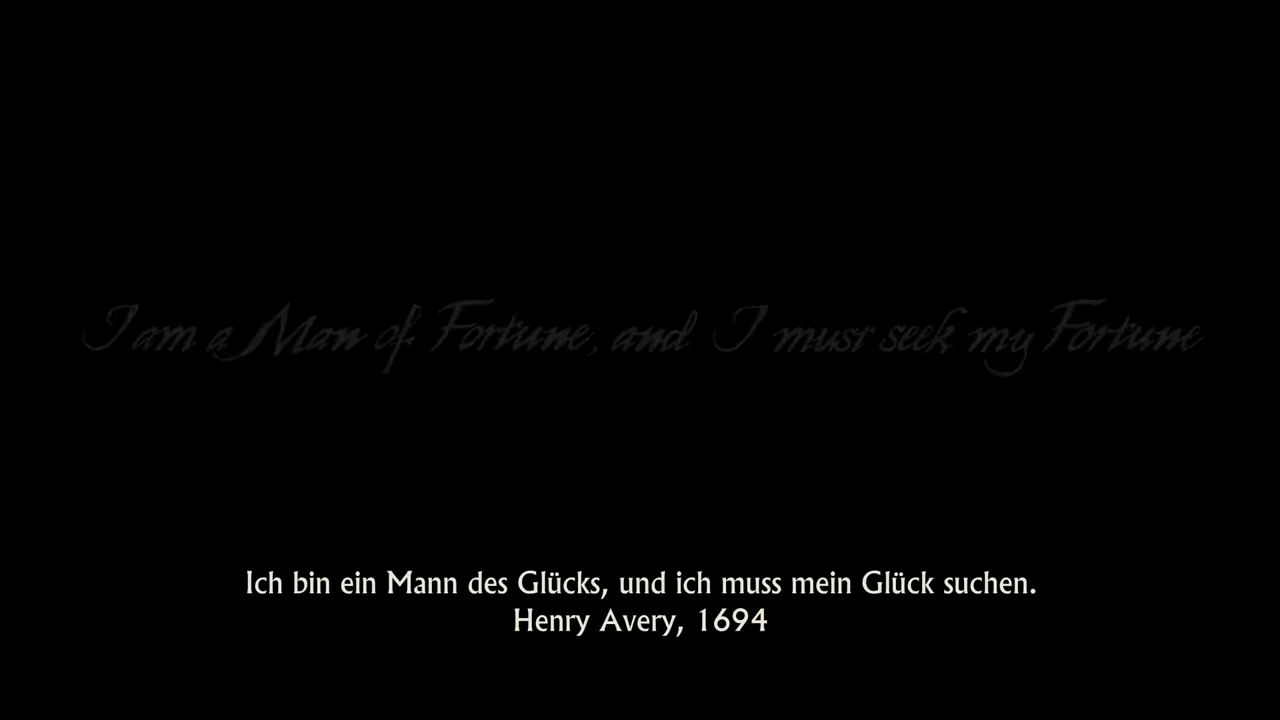 I am a Man of Fortune, and I must seek my Fortune
Ich bin ein Mann des Glücks, und ich muss mein Glück suchen.
Henry Avery, 1694